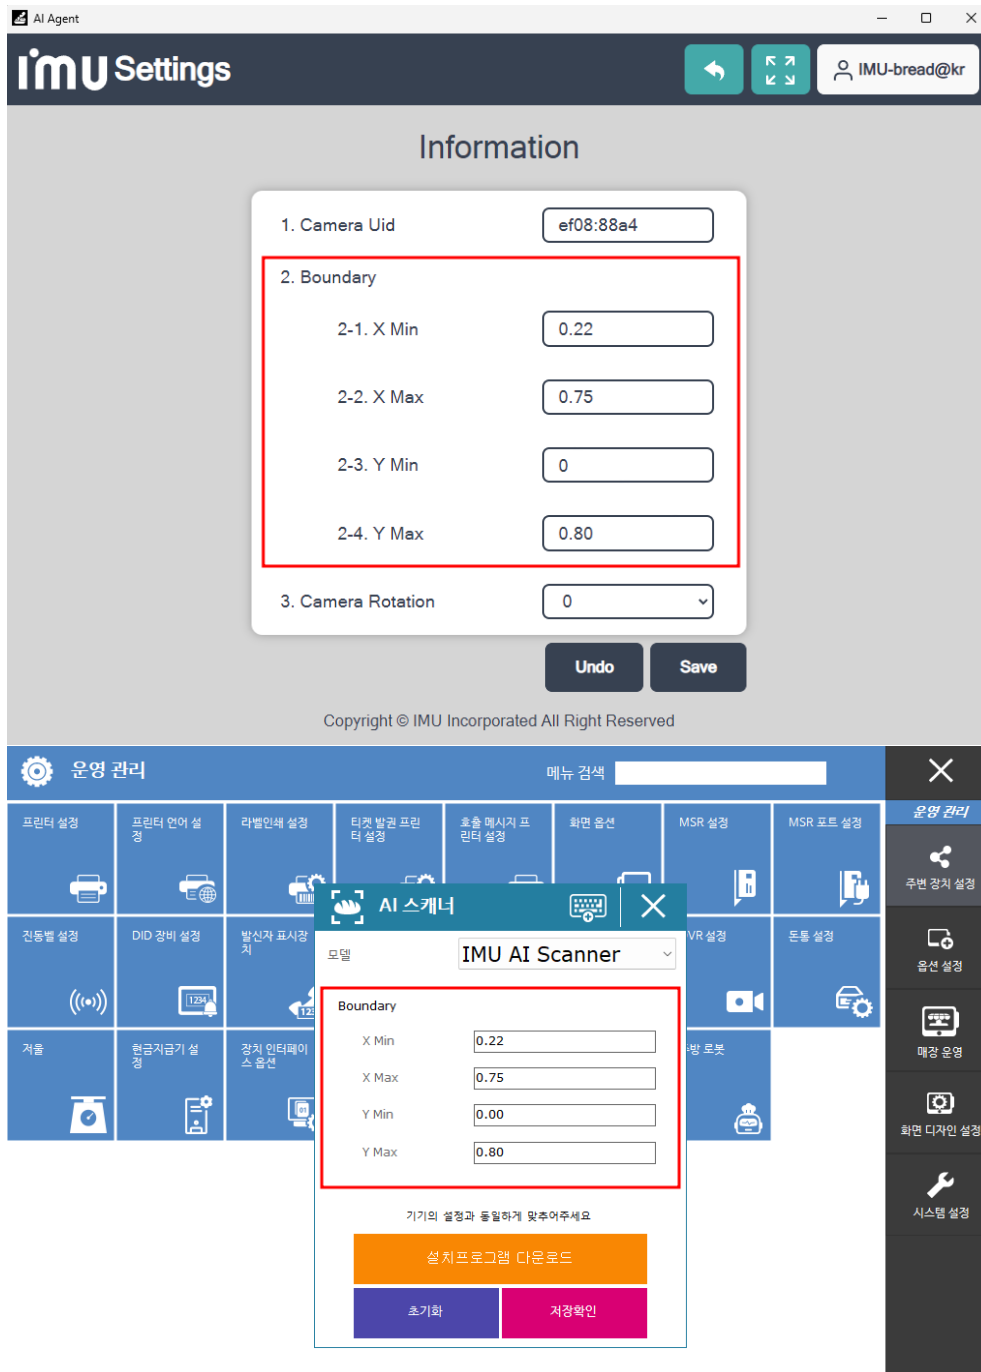 AI Agent
imu Settings
IMU-bread@kr
Information
1. Camera Uid
ef08:88a4
2. Boundary
2-1. X Min
0.22
2-2. X Max
0.75
2-3. Y Min
0
2-4. Y Max
0.80
3. Camera Rotation
0
Undo
Save
Copyright © IMU Incorporated All Right Reserved
운영 관리
메뉴 검색
운영 관리
프린터 설정
프린터 언어 설
정
라벨인쇄 설정
티켓 발권 프린
터 설정
호출 메시지 프
린터 설정
화면 옵션
MSR 설정
MSR 포트 설정
주변 장치 설정
진동벨 설정
DID 장비 설정
1234
발신자 표시장
치
VR 설정
돈통 설정
옵션 설정
저울
현금지급기 설
정
장치 인터페이
스 옵션
방 로봇
매장 운영
화면 디자인 설정
시스템 설정
AI 스캐너
모델
IMU AI Scanner
Boundary
X Min
0.22
X Max
0.75
Y Min
0.00
Y Max
0.80
기기의 설정과 동일하게 맞추어주세요
설치프로그램 다운로드
초기화
저장확인